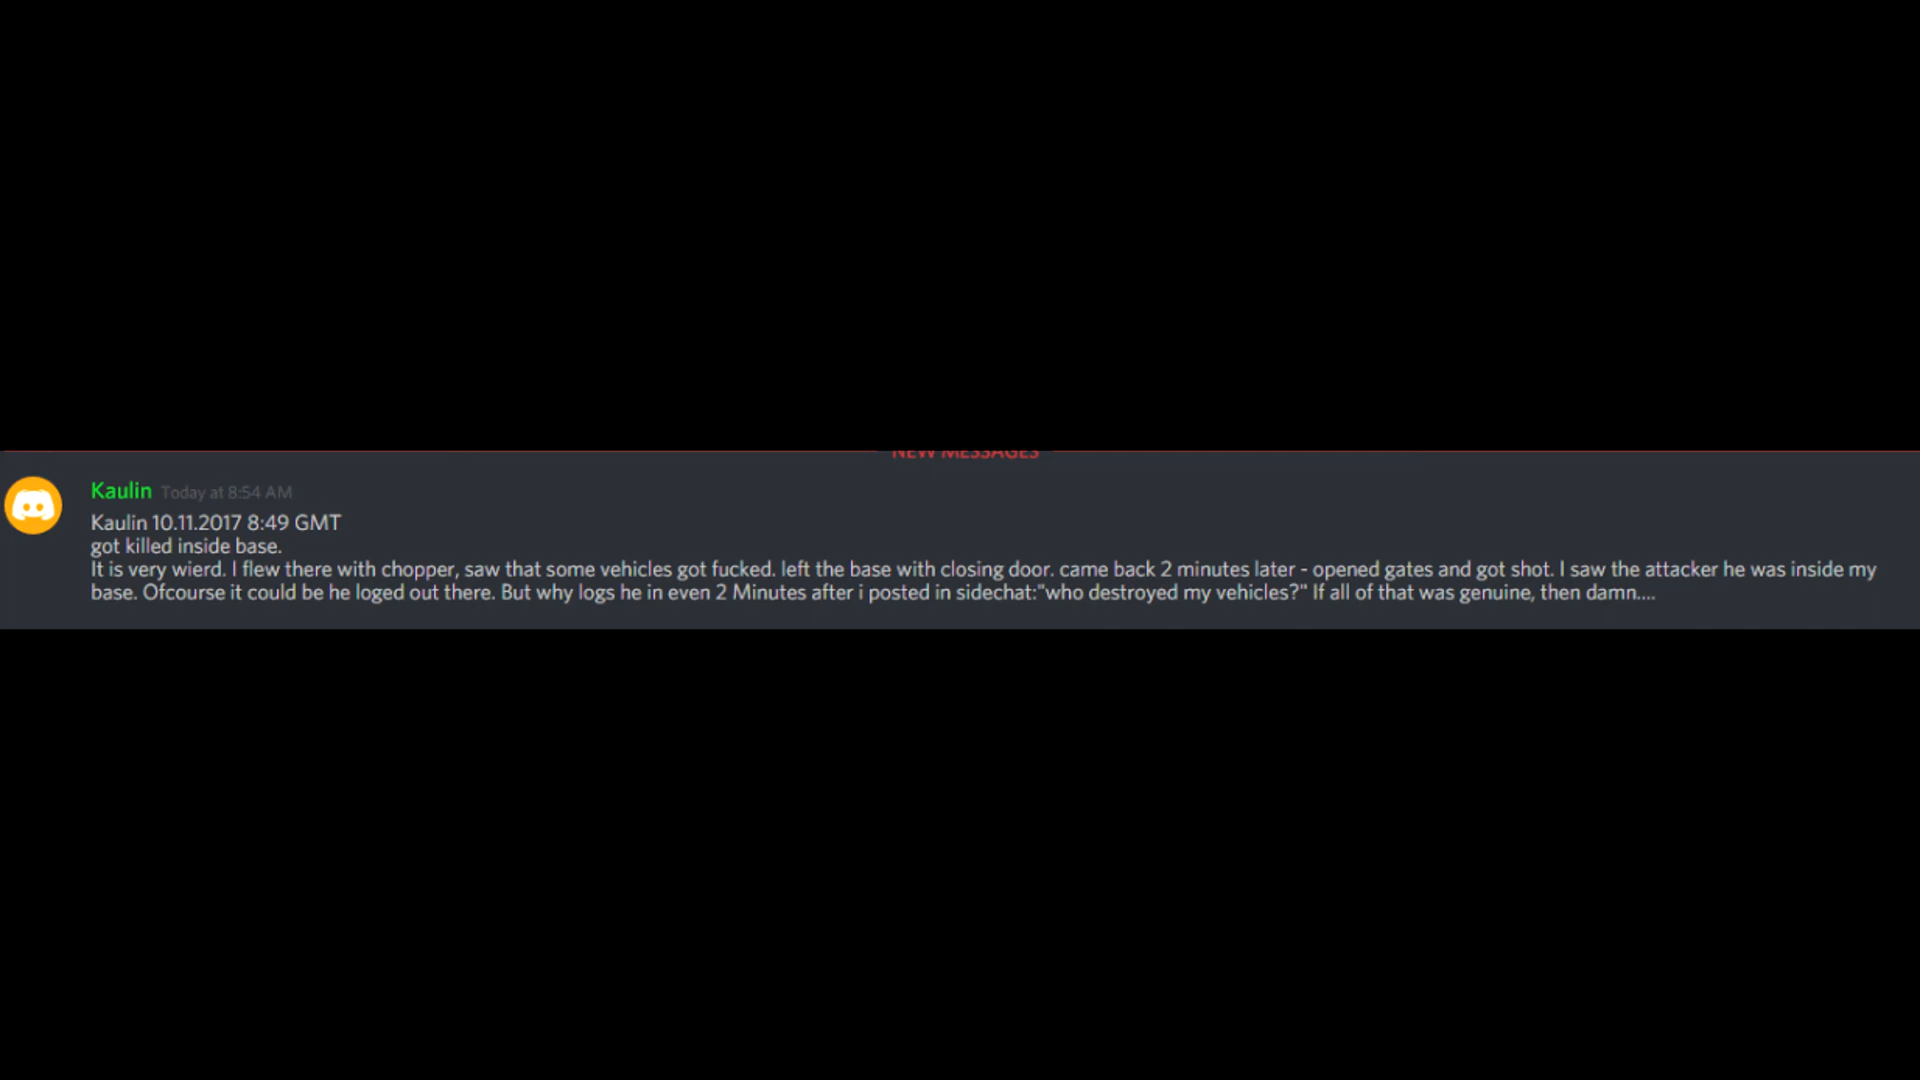 NEW MESSAGES
Kaulin Today at 8:54 AM
Kaulin 10.11.2017 8:49 GMT
got killed inside base.
It is very wierd. I flew there with chopper, saw that some vehicles got fucked. left the base with closing door. came back 2 minutes later - opened gates and got shot. I saw the attacker he was inside my
base. Ofcourse it could be he loged out there. But why logs he in even 2 Minutes after i posted in sidechat:"who destroyed my vehicles?" If all of that was genuine, then damn....